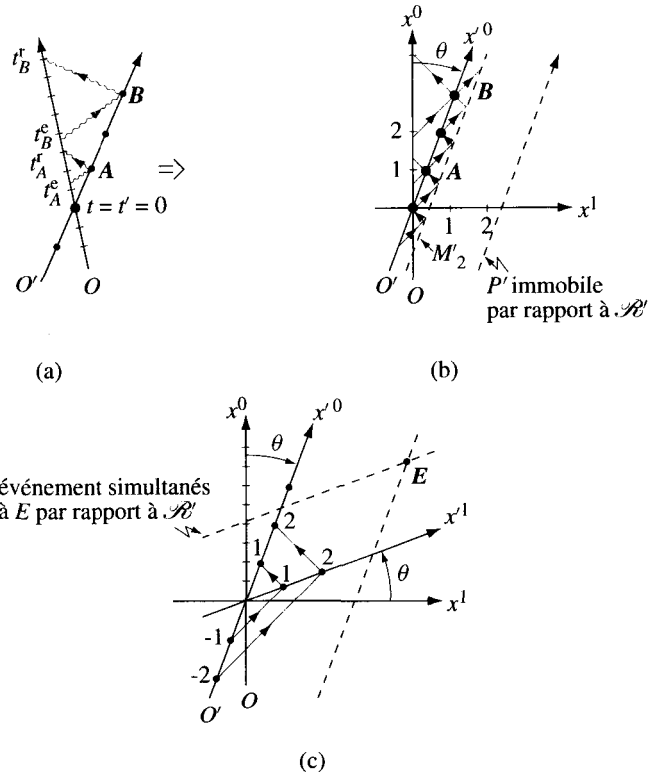 t_B^r
B
t_B^e
t_A^r
A
t_A^e
t = t' = 0
⇒
O'
O
(a)
x^0
θ
x'^0
B
2
1
A
1
2
x^1
M'_2
O'
O
P' immobile
par rapport à ℛ'
(b)
x^0
θ
x'^0
événement simultanés
à E par rapport à ℛ'
E
2
x'^1
1
2
1
θ
x^1
-1
-2
O'
O
(c)